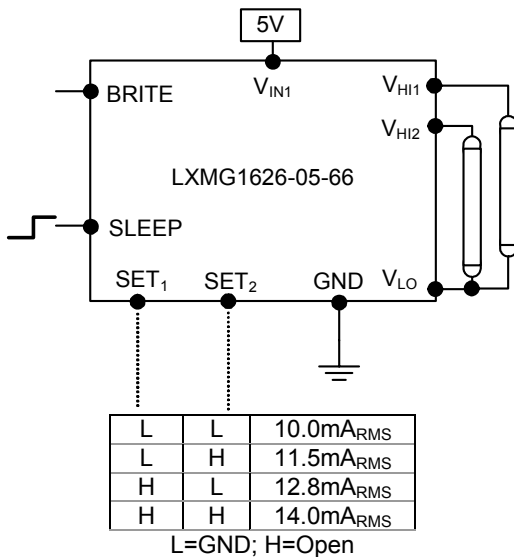 5V
BRITE
V_IN1
V_HI1
V_HI2
LXMG1626-05-66
SLEEP
SET_1 SET_2 GND V_LO
L L 10.0mA_RMS
L H 11.5mA_RMS
H L 12.8mA_RMS
H H 14.0mA_RMS
L=GND; H=Open